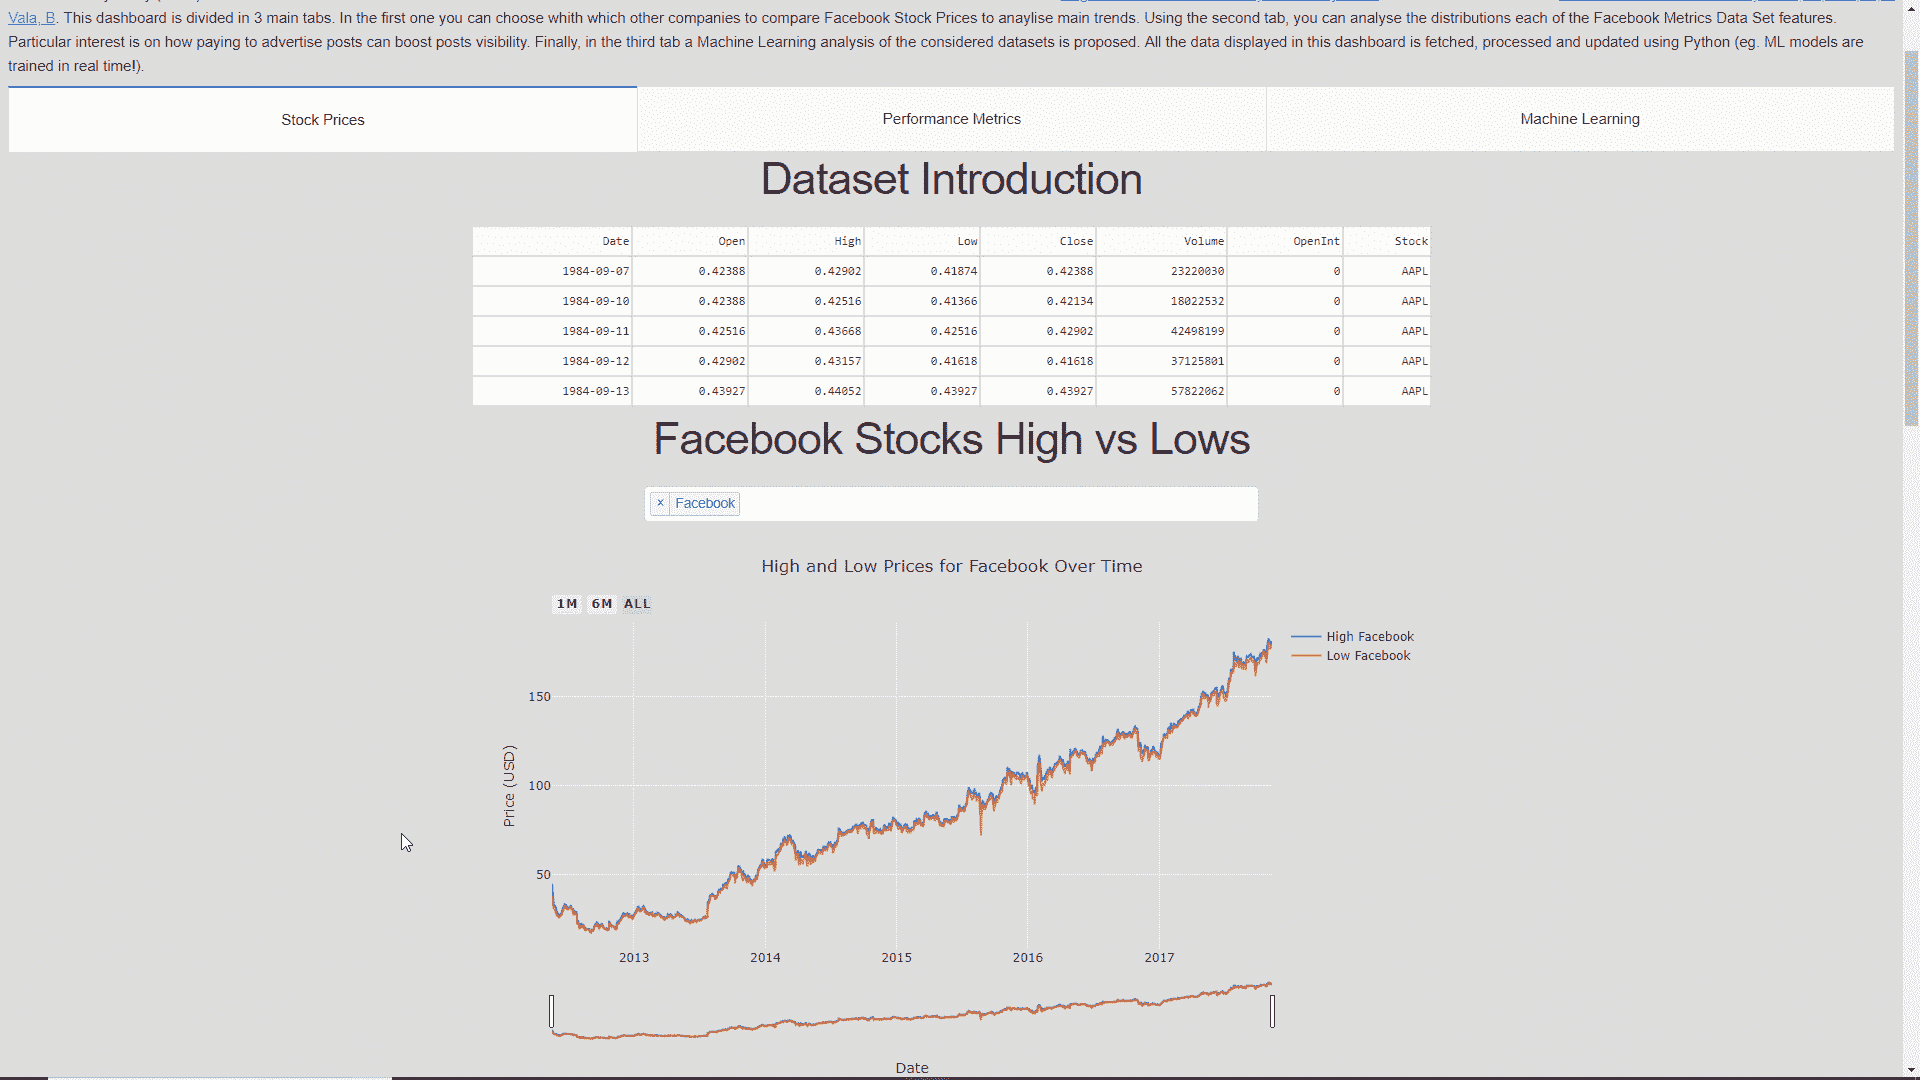 Vala, B. This dashboard is divided in 3 main tabs. In the first one you can choose whith which other companies to compare Facebook Stock Prices to anaylise main trends. Using the second tab, you can analyse the distributions each of the Facebook Metrics Data Set features.
Particular interest is on how paying to advertise posts can boost posts visibility. Finally, in the third tab a Machine Learning analysis of the considered datasets is proposed. All the data displayed in this dashboard is fetched, processed and updated using Python (eg. ML models are
trained in real time!).
Stock Prices Performance Metrics Machine Learning
Dataset Introduction
Date Open High Low Close Volume OpenInt Stock
1984-09-07 0.42388 0.42902 0.41874 0.42388 23220030 0 AAPL
1984-09-10 0.42388 0.42516 0.41366 0.42134 18022532 0 AAPL
1984-09-11 0.42516 0.43668 0.42516 0.42902 42498199 0 AAPL
1984-09-12 0.42902 0.43157 0.41618 0.41618 37125801 0 AAPL
1984-09-13 0.43927 0.44052 0.43927 0.43927 57822062 0 AAPL
Facebook Stocks High vs Lows
× Facebook
High and Low Prices for Facebook Over Time
1M 6M ALL
High Facebook
Low Facebook
150
100
50
Price (USD)
2013 2014 2015 2016 2017
Date